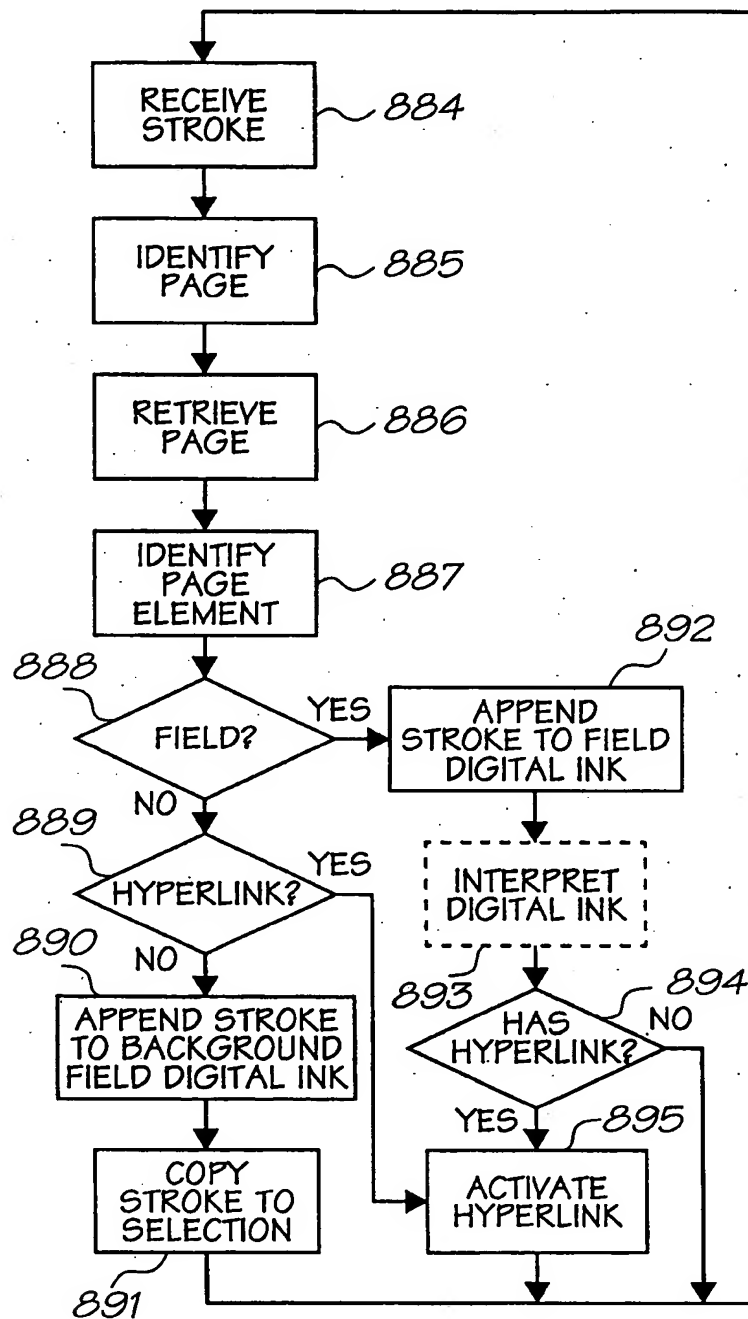 RECEIVE
STROKE
884
IDENTIFY
PAGE
885
RETRIEVE
PAGE
886
IDENTIFY
PAGE
ELEMENT
887
888
FIELD?
YES
NO
892
APPEND
STROKE TO FIELD
DIGITAL INK
889
HYPERLINK?
YES
NO
INTERPRET
DIGITAL INK
893
890
APPEND STROKE
TO BACKGROUND
FIELD DIGITAL INK
894
HAS
HYPERLINK?
NO
YES
895
COPY
STROKE TO
SELECTION
891
ACTIVATE
HYPERLINK